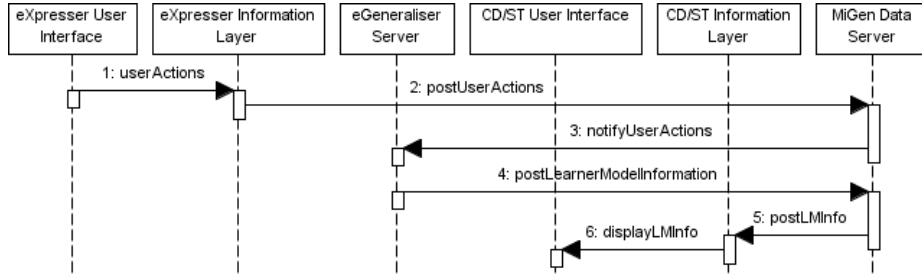 eXpresser User
Interface
eXpresser Information
Layer
eGeneraliser
Server
CD/ST User Interface
CD/ST Information
Layer
MiGen Data
Server
1: userActions
2: postUserActions
3: notifyUserActions
4: postLearnerModelInformation
5: postLMInfo
6: displayLMInfo